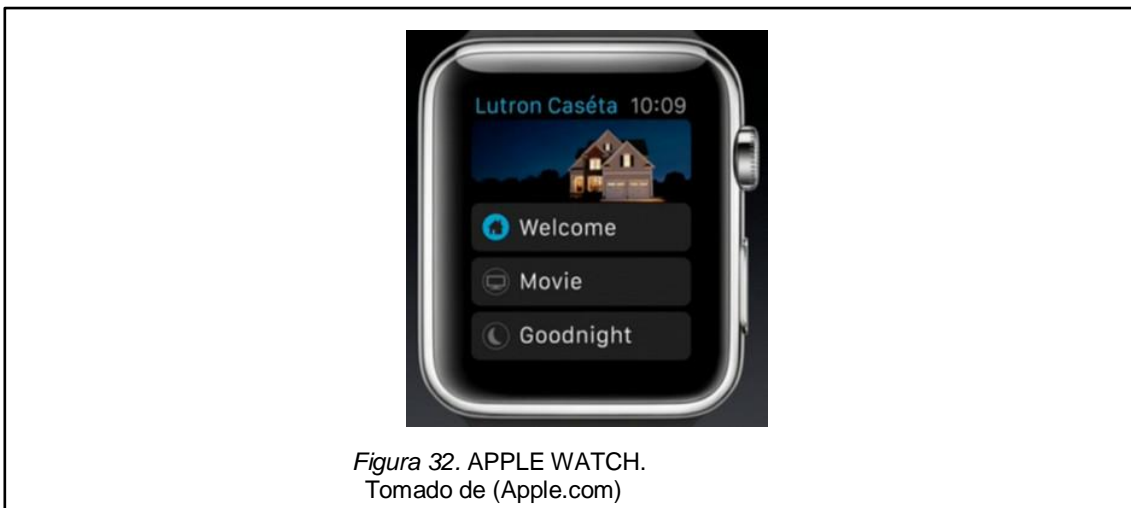 Lutron Caséta 10:09
Welcome
Movie
Goodnight
Figura 32. APPLE WATCH.
Tomado de (Apple.com)